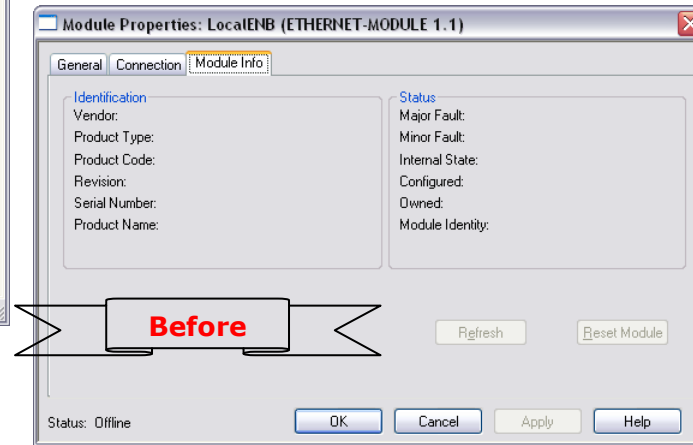 Module Properties: LocalENB (ETHERNET-MODULE 1.1)
General Connection Module Info
Identification
Vendor:
Product Type:
Product Code:
Revision:
Serial Number:
Product Name:
Status
Major Fault:
Minor Fault:
Internal State:
Configured:
Owned:
Module Identity:
Before
Refresh Reset Module
Status: Offline OK Cancel Apply Help